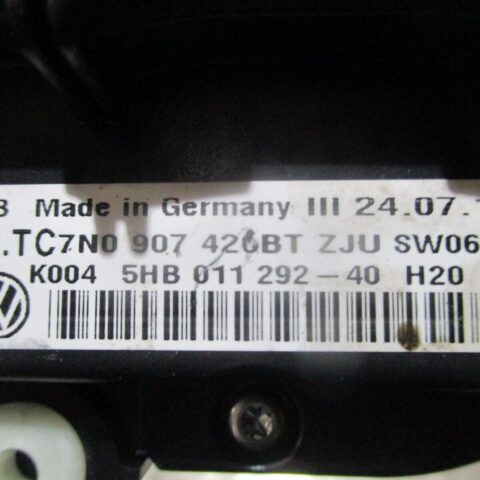 Made in Germany III 24.07.
TC7N0 907 426BT ZJU SW06
K004 5HB 011 292-40 H20